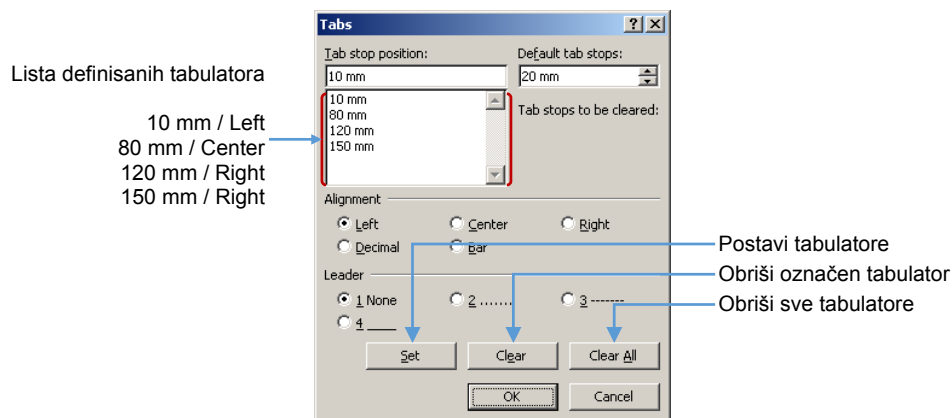 Tabs
Tab stop position:
Default tab stops:
10 mm
20 mm
Lista definisanih tabulatora
10 mm
80 mm
120 mm
150 mm
Tab stops to be cleared:
10 mm / Left
80 mm / Center
120 mm / Right
150 mm / Right
Alignment
Left Center Right
Decimal Bar
Postavi tabulatore
Leader
Obriši označen tabulator
1 None 2 ....... 3 -------
Obriši sve tabulatore
4 ____
Set Clear Clear All
OK Cancel